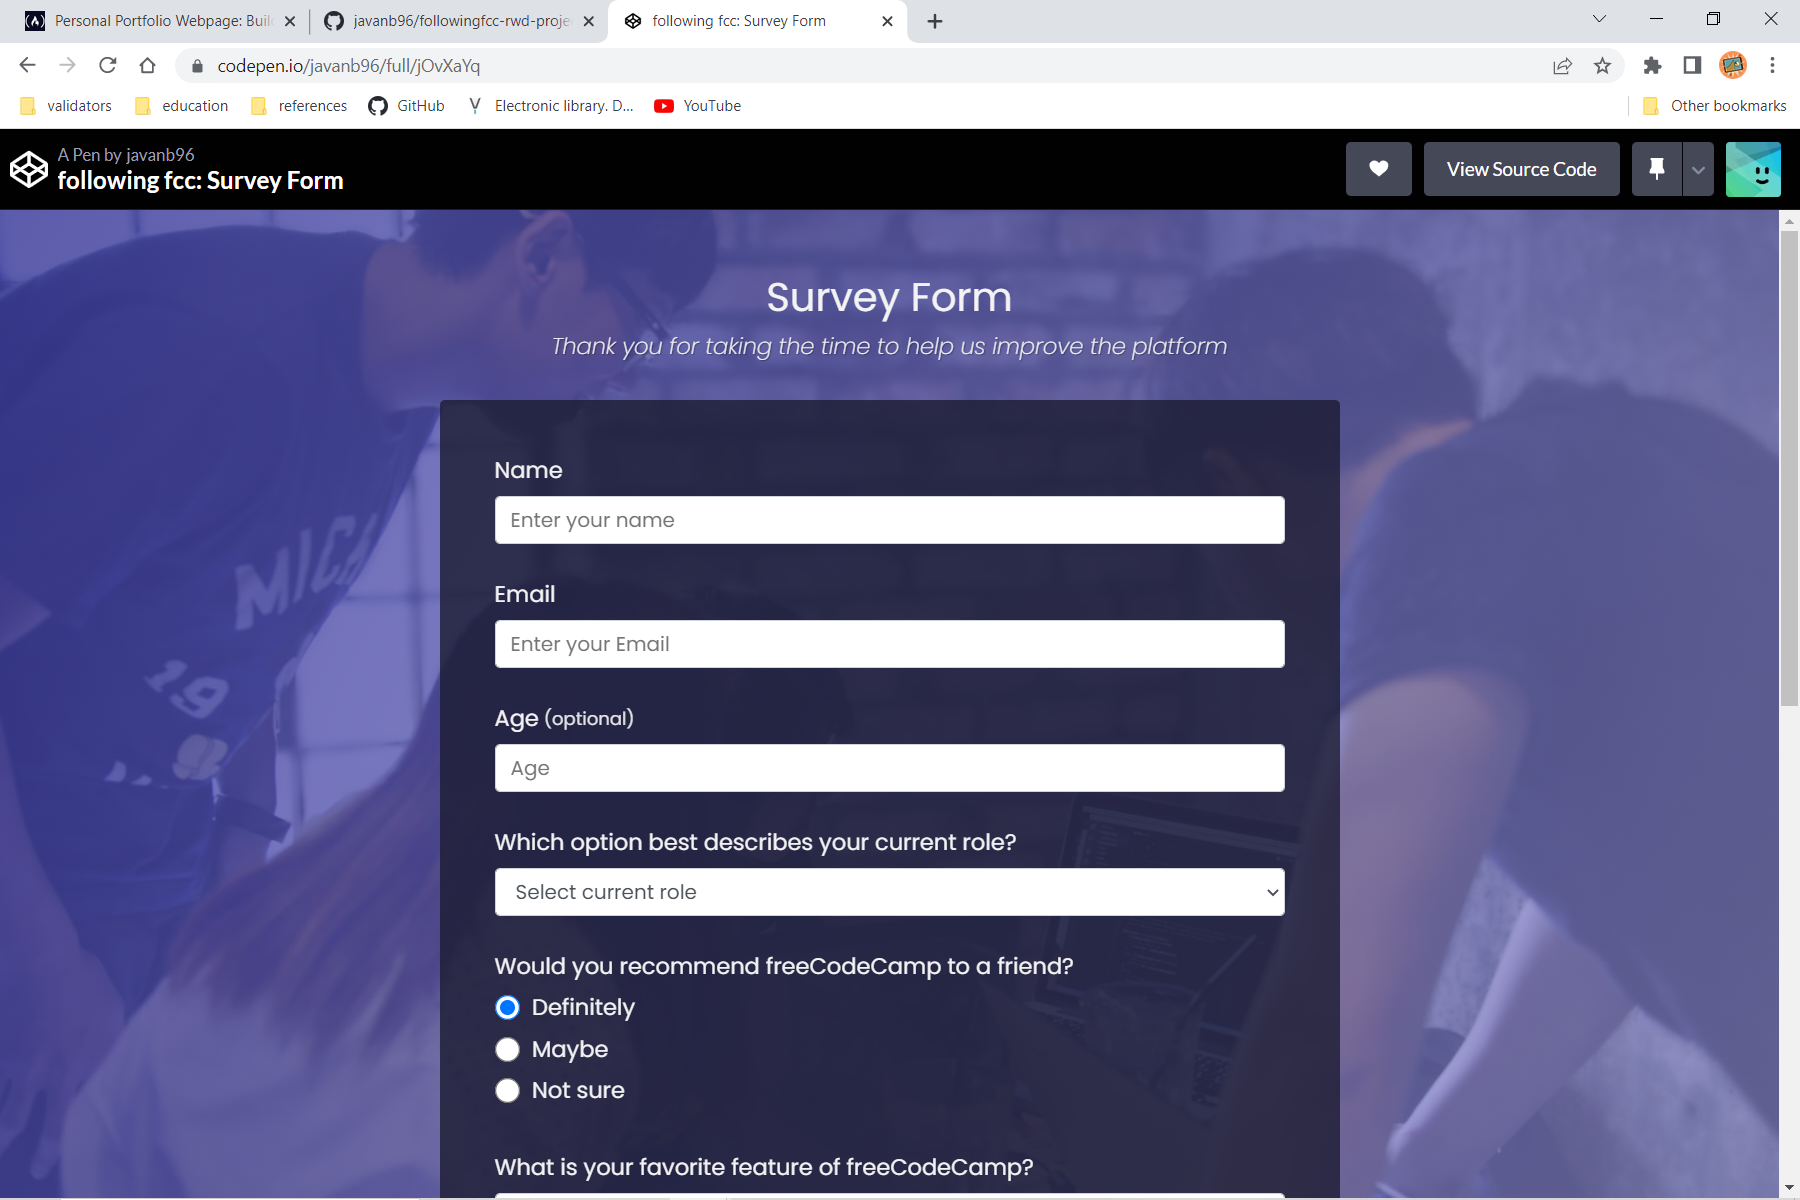 Personal Portfolio Webpage: Buil
javanb96/followingfcc-rwd-proje
following fcc: Survey Form
codepen.io/javanb96/full/jOvXaYq
validators
education
references
GitHub
Electronic library. D...
YouTube
Other bookmarks
A Pen by javanb96
following fcc: Survey Form
View Source Code
Survey Form
Thank you for taking the time to help us improve the platform
Name
Enter your name
Email
Enter your Email
Age (optional)
Age
Which option best describes your current role?
Select current role
Would you recommend freeCodeCamp to a friend?
Definitely
Maybe
Not sure
What is your favorite feature of freeCodeCamp?
MICH
19